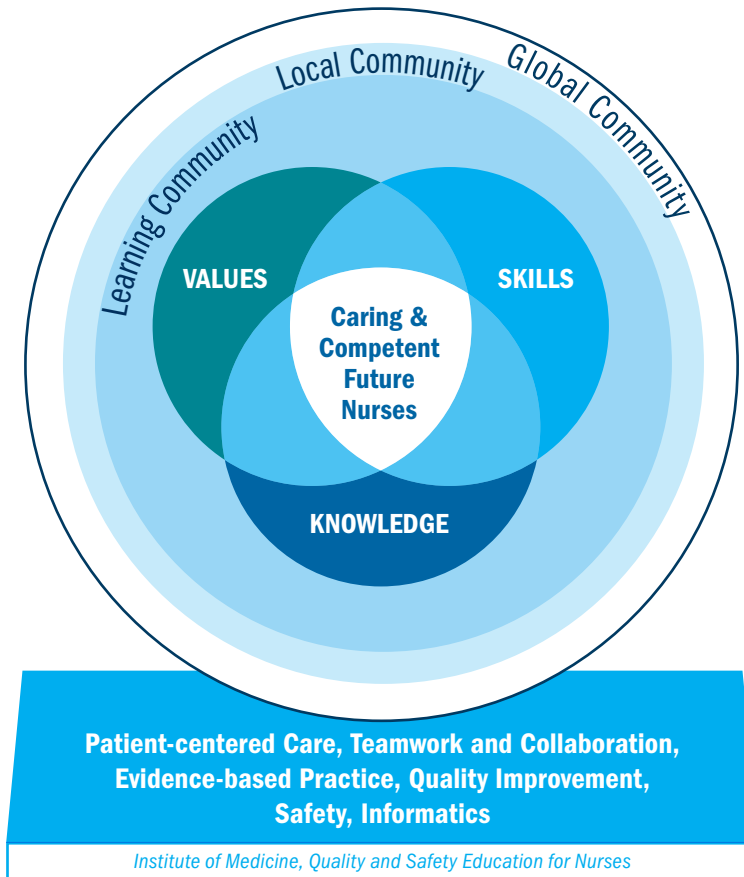 Global Community
Local Community
Learning Community
VALUES
SKILLS
Caring &
Competent
Future
Nurses
KNOWLEDGE
Patient-centered Care, Teamwork and Collaboration,
Evidence-based Practice, Quality Improvement,
Safety, Informatics
Institute of Medicine, Quality and Safety Education for Nurses